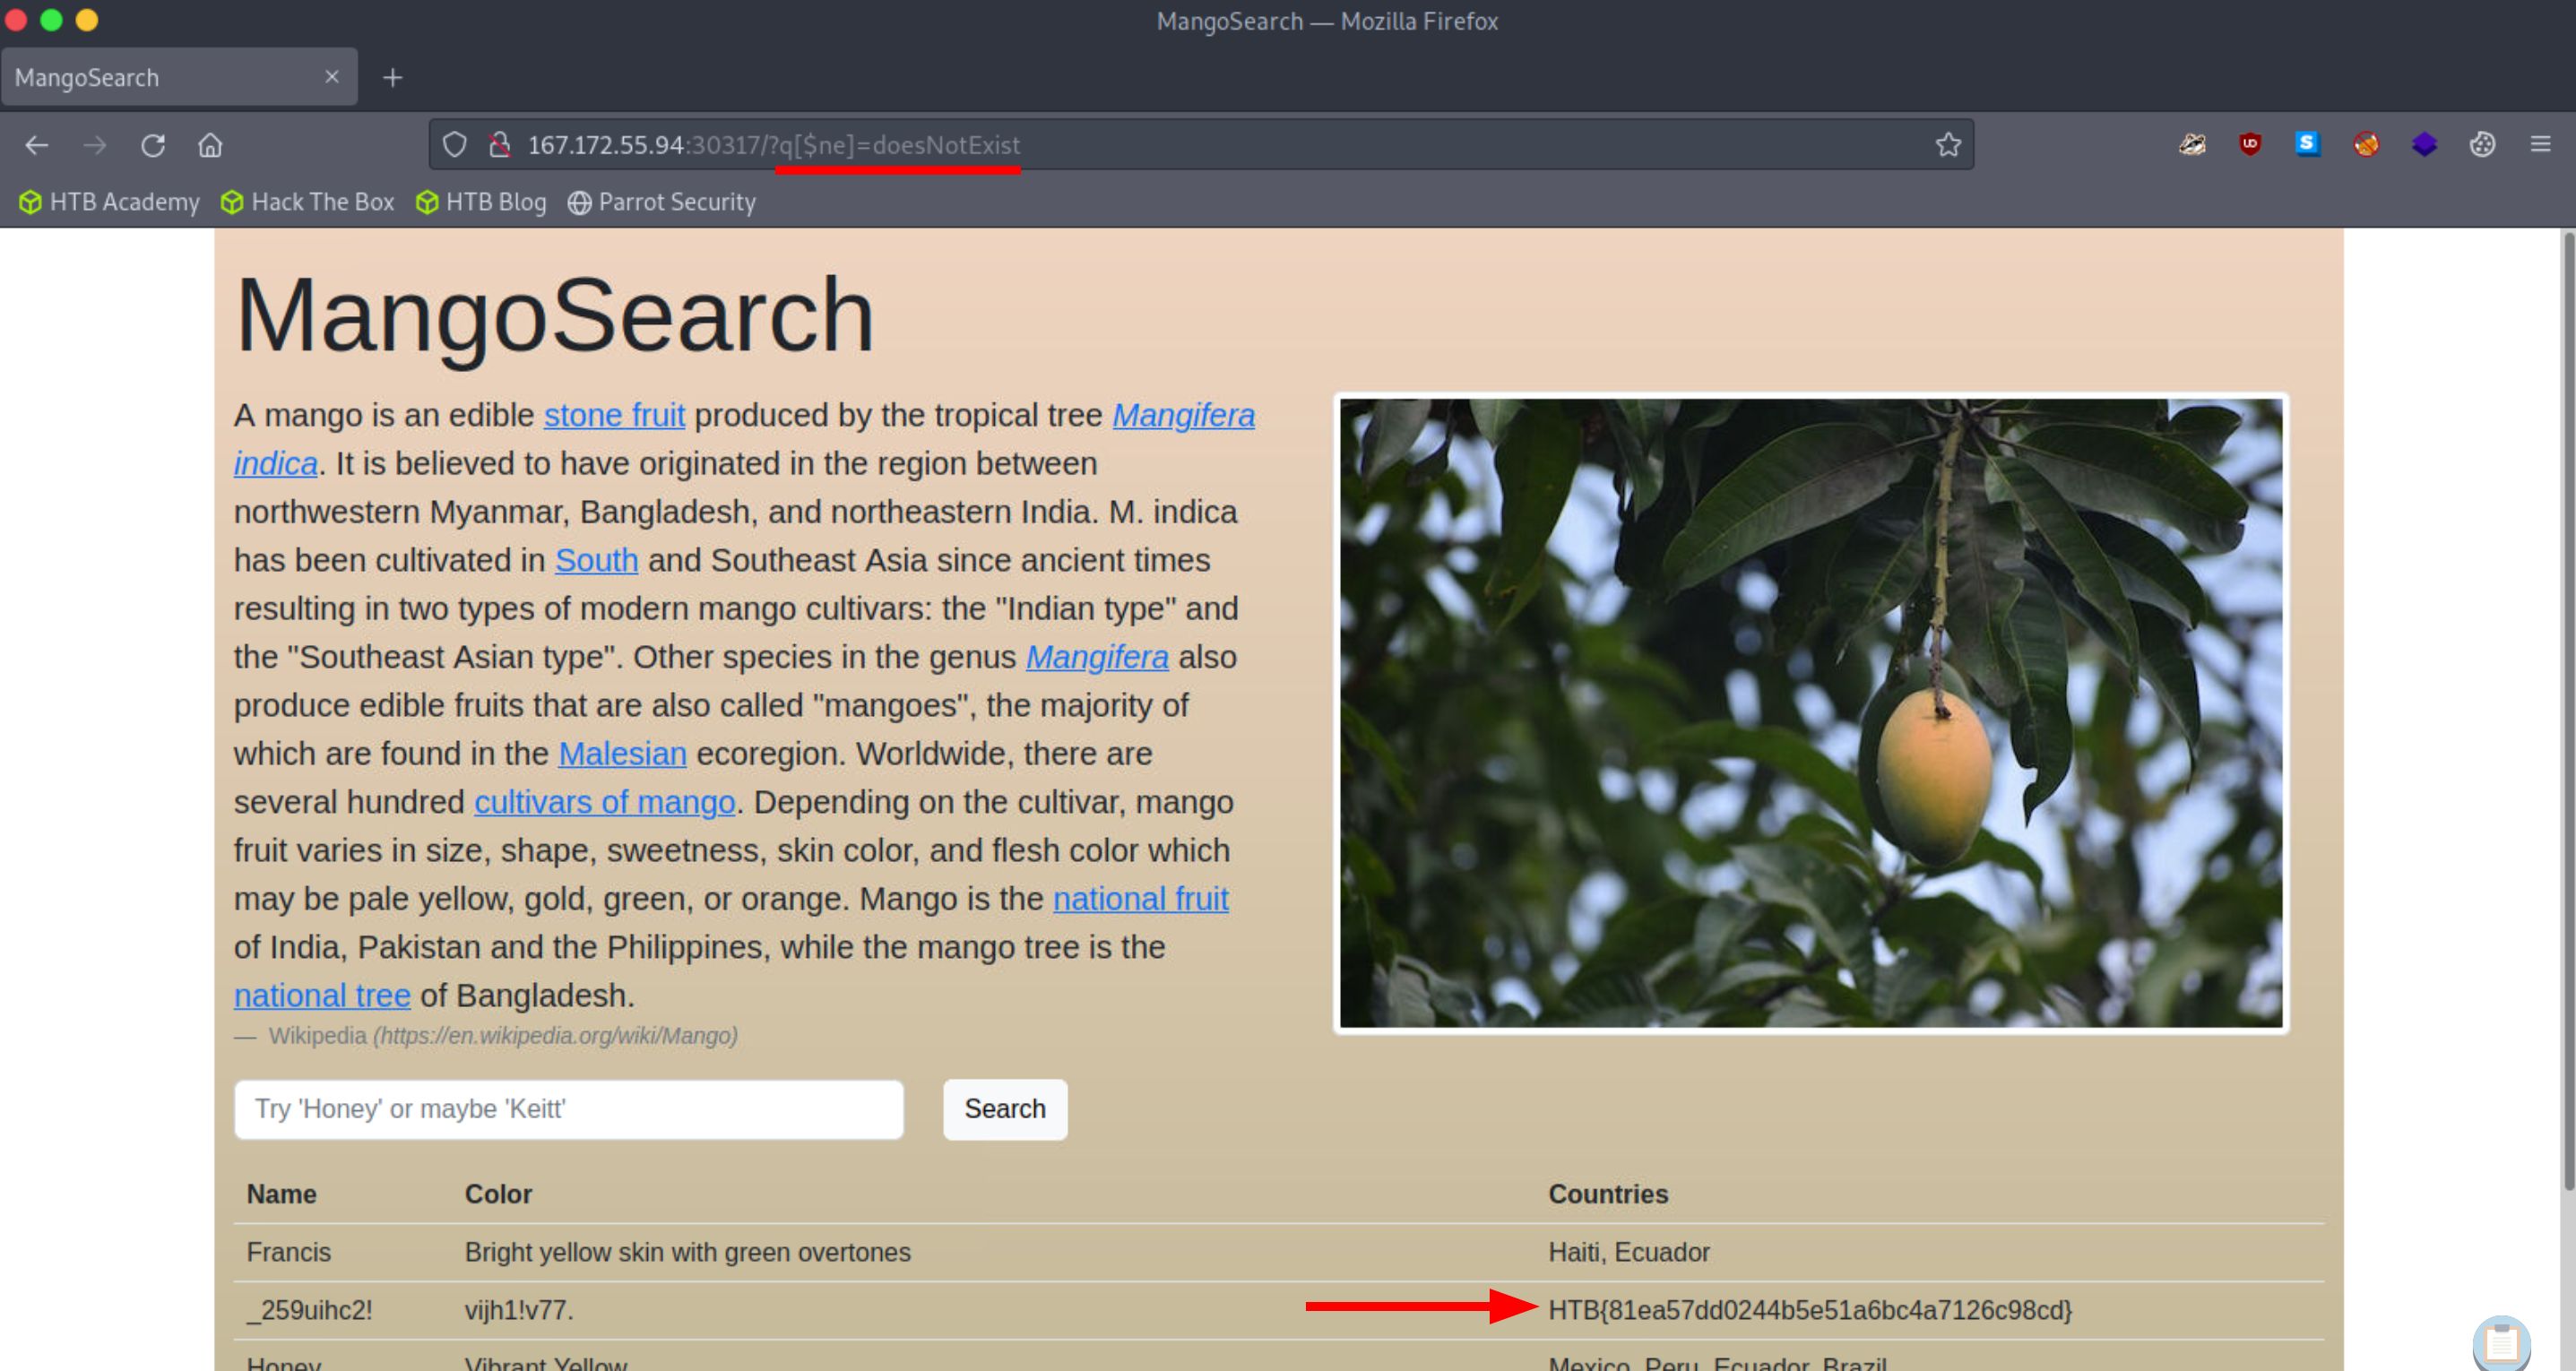 MangoSearch — Mozilla Firefox
MangoSearch
167.172.55.94:30317/?q[$ne]=doesNotExist
HTB Academy Hack The Box HTB Blog Parrot Security
MangoSearch
A mango is an edible stone fruit produced by the tropical tree Mangifera
indica. It is believed to have originated in the region between
northwestern Myanmar, Bangladesh, and northeastern India. M. indica
has been cultivated in South and Southeast Asia since ancient times
resulting in two types of modern mango cultivars: the "Indian type" and
the "Southeast Asian type". Other species in the genus Mangifera also
produce edible fruits that are also called "mangoes", the majority of
which are found in the Malesian ecoregion. Worldwide, there are
several hundred cultivars of mango. Depending on the cultivar, mango
fruit varies in size, shape, sweetness, skin color, and flesh color which
may be pale yellow, gold, green, or orange. Mango is the national fruit
of India, Pakistan and the Philippines, while the mango tree is the
national tree of Bangladesh.
— Wikipedia (https://en.wikipedia.org/wiki/Mango)
Try 'Honey' or maybe 'Keitt' Search
Name Color Countries
Francis Bright yellow skin with green overtones Haiti, Ecuador
_259uihc2! vijh1!v77. HTB{81ea57dd0244b5e51a6bc4a7126c98cd}
Honey Vibrant Yellow Mexico, Peru, Ecuador, Brazil